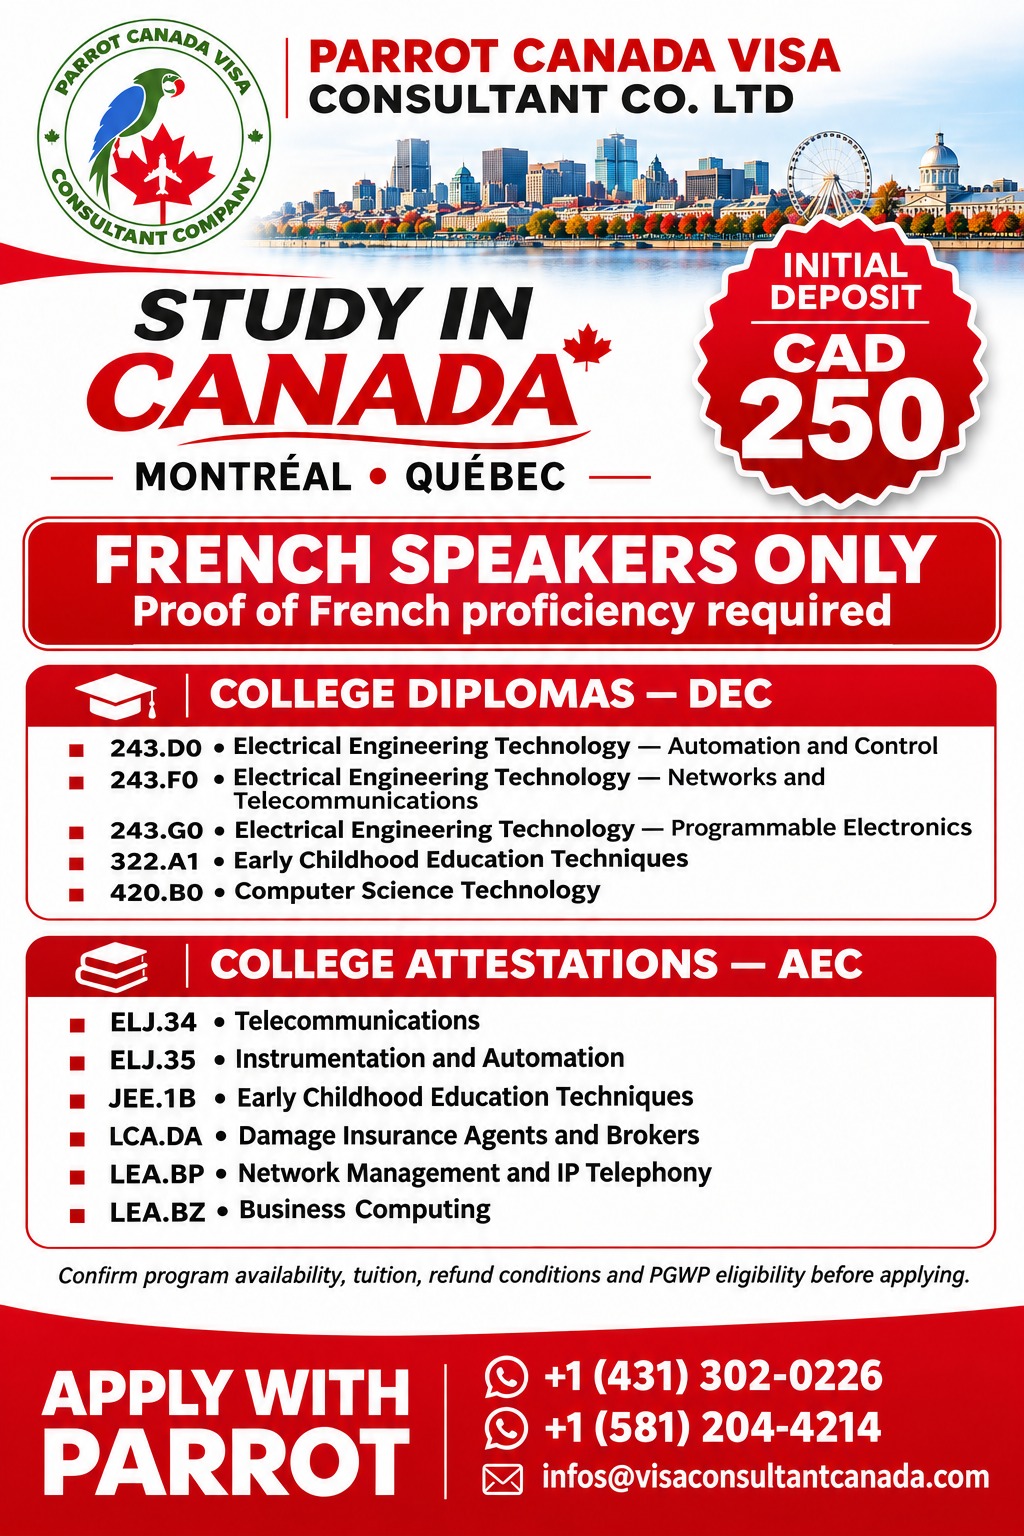 PARROT CANADA VISA
CONSULTANT COMPANY
PARROT CANADA VISA
CONSULTANT CO. LTD
INITIAL
DEPOSIT
CAD
250
STUDY IN
CANADA
MONTRÉAL • QUÉBEC
FRENCH SPEAKERS ONLY
Proof of French proficiency required
COLLEGE DIPLOMAS — DEC
243.D0 • Electrical Engineering Technology — Automation and Control
243.F0 • Electrical Engineering Technology — Networks and
Telecommunications
243.G0 • Electrical Engineering Technology — Programmable Electronics
322.A1 • Early Childhood Education Techniques
420.B0 • Computer Science Technology
COLLEGE ATTESTATIONS — AEC
ELJ.34 • Telecommunications
ELJ.35 • Instrumentation and Automation
JEE.1B • Early Childhood Education Techniques
LCA.DA • Damage Insurance Agents and Brokers
LEA.BP • Network Management and IP Telephony
LEA.BZ • Business Computing
Confirm program availability, tuition, refund conditions and PGWP eligibility before applying.
APPLY WITH
PARROT
+1 (431) 302-0226
+1 (581) 204-4214
infos@visaconsultantcanada.com